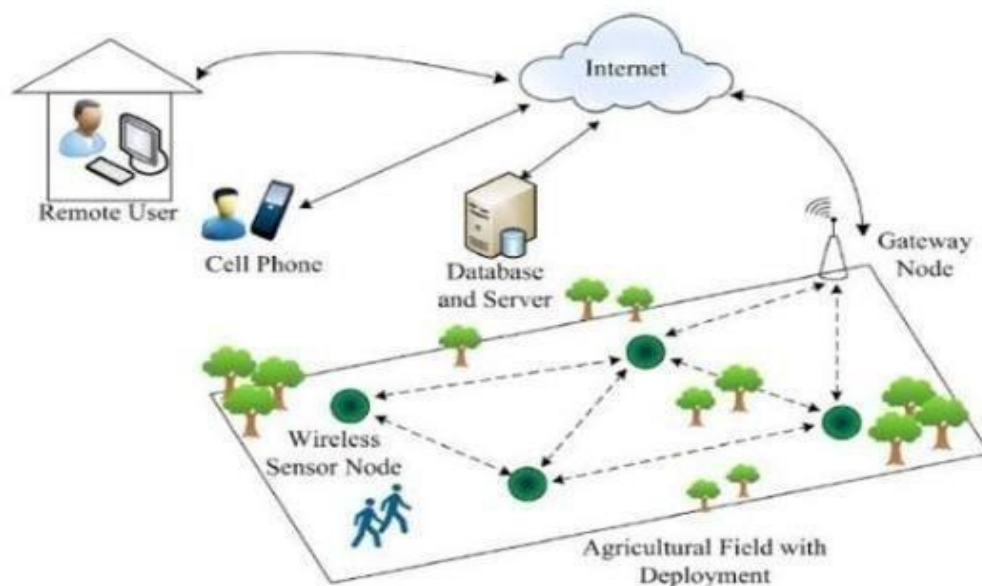 Internet
Remote User
Cell Phone
Database
and Server
Gateway
Node
Wireless
Sensor Node
Agricultural Field with
Deployment